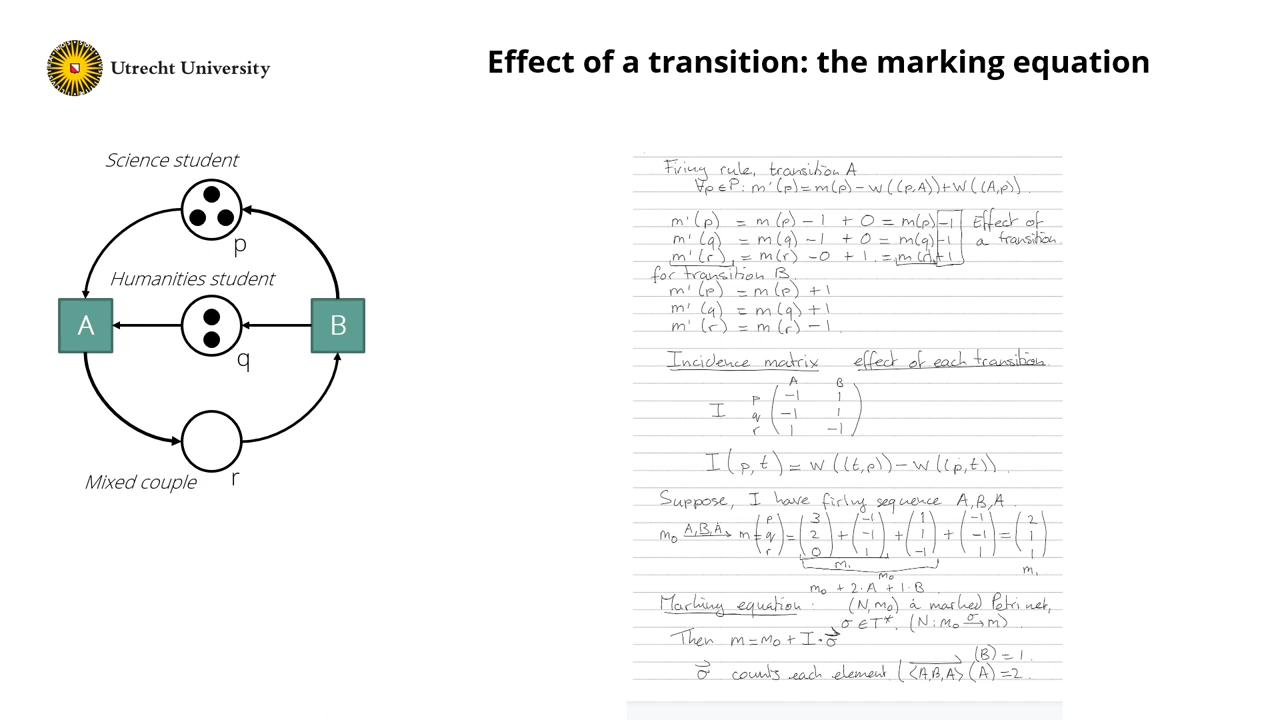 Utrecht University
Effect of a transition: the marking equation
Science student
p
Humanities student
A
B
q
Mixed couple
r
Firing rule, transition A
∀p∈P: m'(p)=m(p)-W((p,A))+W((A,p)).
m'(p) = m(p) -1 +0 = m(p) -1 Effect of
m'(q) = m(q) -1 +0 = m(q) -1 a transition
m'(r) = m(r) -0 +1 = m(r) +1
for transition B.
m'(p) = m(p) +1
m'(q) = m(q) +1
m'(r) = m(r) -1.
Incidence matrix effect of each transition
A B
I p (-1 1
q -1 1
r 1 -1)
I(p,t) = W((t,p)) - W((p,t)).
Suppose, I have firing sequence A,B,A.
m₀ A,B,A→ m=(p q r)=(3 2 0)+(-1 -1 1)+(1 1 -1)+(-1 -1 1)=(2 1 1)
m₁ m₀ m₁
m₀ + 2·A + 1·B
Marking equation: (N,m₀) a marked Petri net,
σ∈T*. (N: m₀ σ→ m)
Then m=m₀+I·σ⃗
(B)=1.
σ⃗ counts each element (⟨A,B,A⟩ (A)=2.